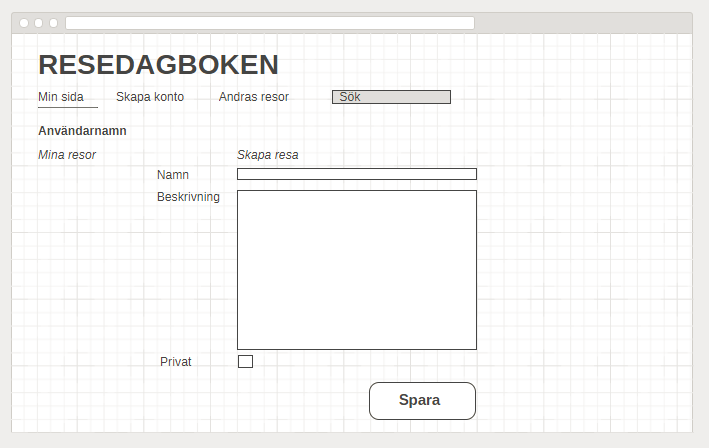 RESEDAGBOKEN
Min sida Skapa konto Andras resor Sök
Användarnamn
Mina resor Skapa resa
Namn
Beskrivning
Privat
Spara